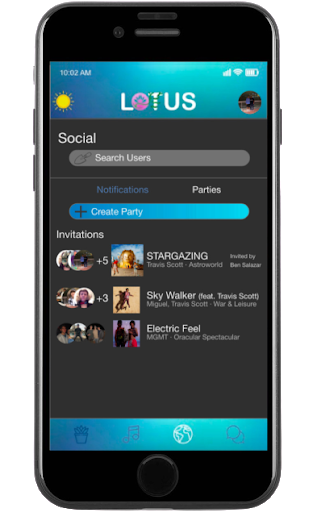 10:02 AM
LOTUS
Social
Search Users
Notifications
Parties
Create Party
Invitations
+5
STARGAZING
Travis Scott · Astroworld
Invited by
Ben Salazar
+3
Sky Walker (feat. Travis Scott)
Miguel, Travis Scott · War & Leisure
Electric Feel
MGMT · Oracular Spectacular